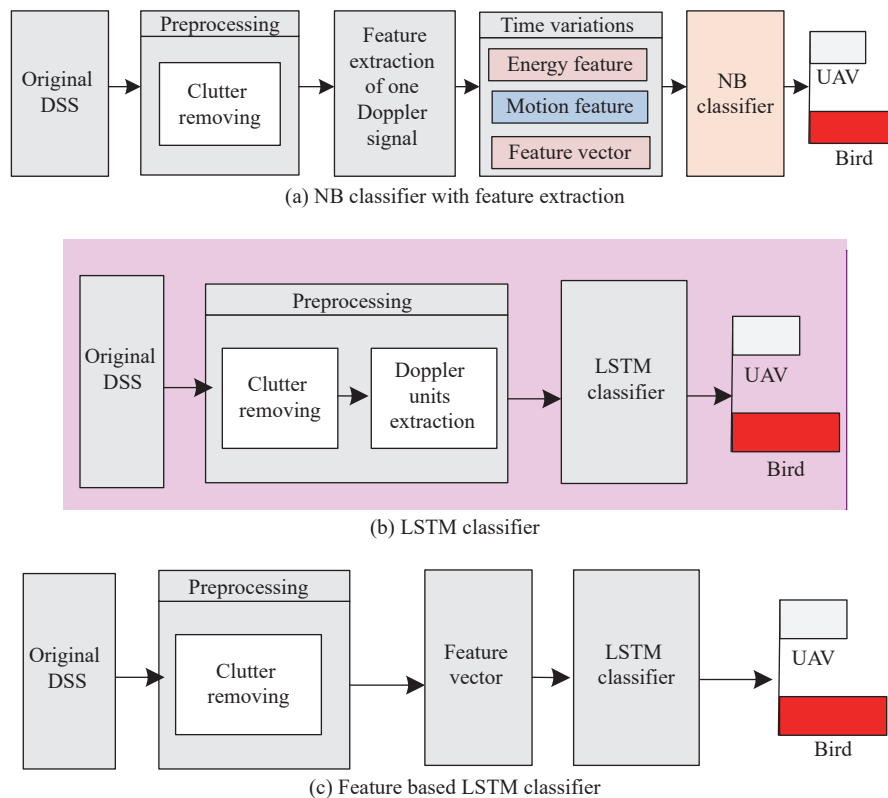 Original
DSS
Preprocessing
Clutter
removing
Feature
extraction
of one
Doppler
signal
Time variations
Energy feature
Motion feature
Feature vector
NB
classifier
UAV
Bird
(a) NB classifier with feature extraction
Original
DSS
Preprocessing
Clutter
removing
Doppler
units
extraction
LSTM
classifier
UAV
Bird
(b) LSTM classifier
Original
DSS
Preprocessing
Clutter
removing
Feature
vector
LSTM
classifier
UAV
Bird
(c) Feature based LSTM classifier